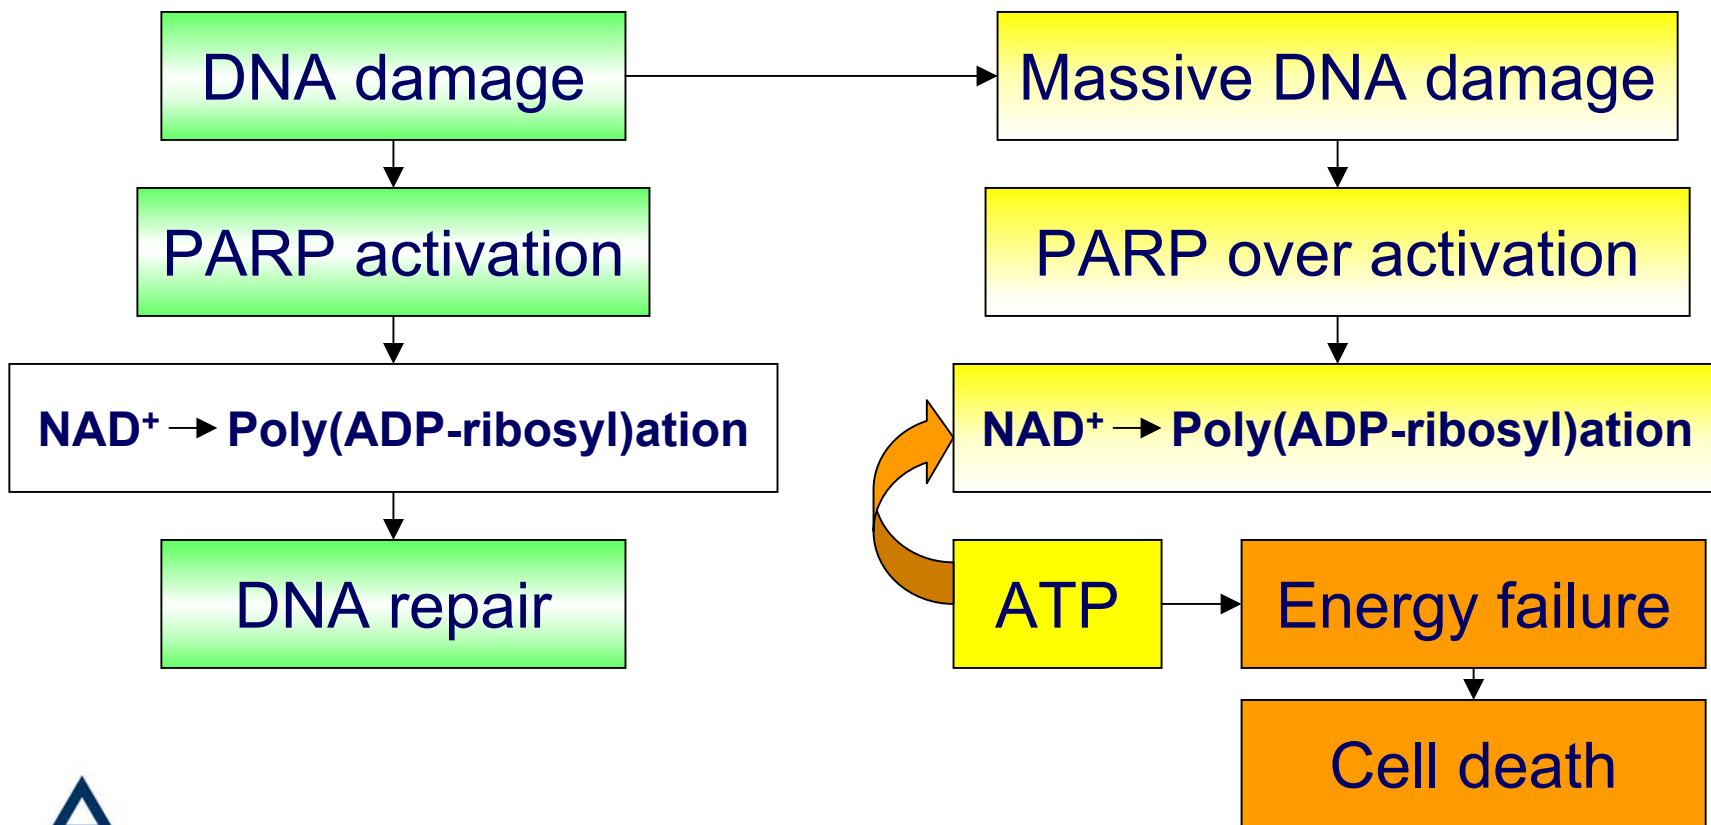 DNA damage
Massive DNA damage
PARP activation
PARP over activation
NAD⁺ → Poly(ADP-ribosyl)ation
NAD⁺ → Poly(ADP-ribosyl)ation
DNA repair
ATP
Energy failure
Cell death